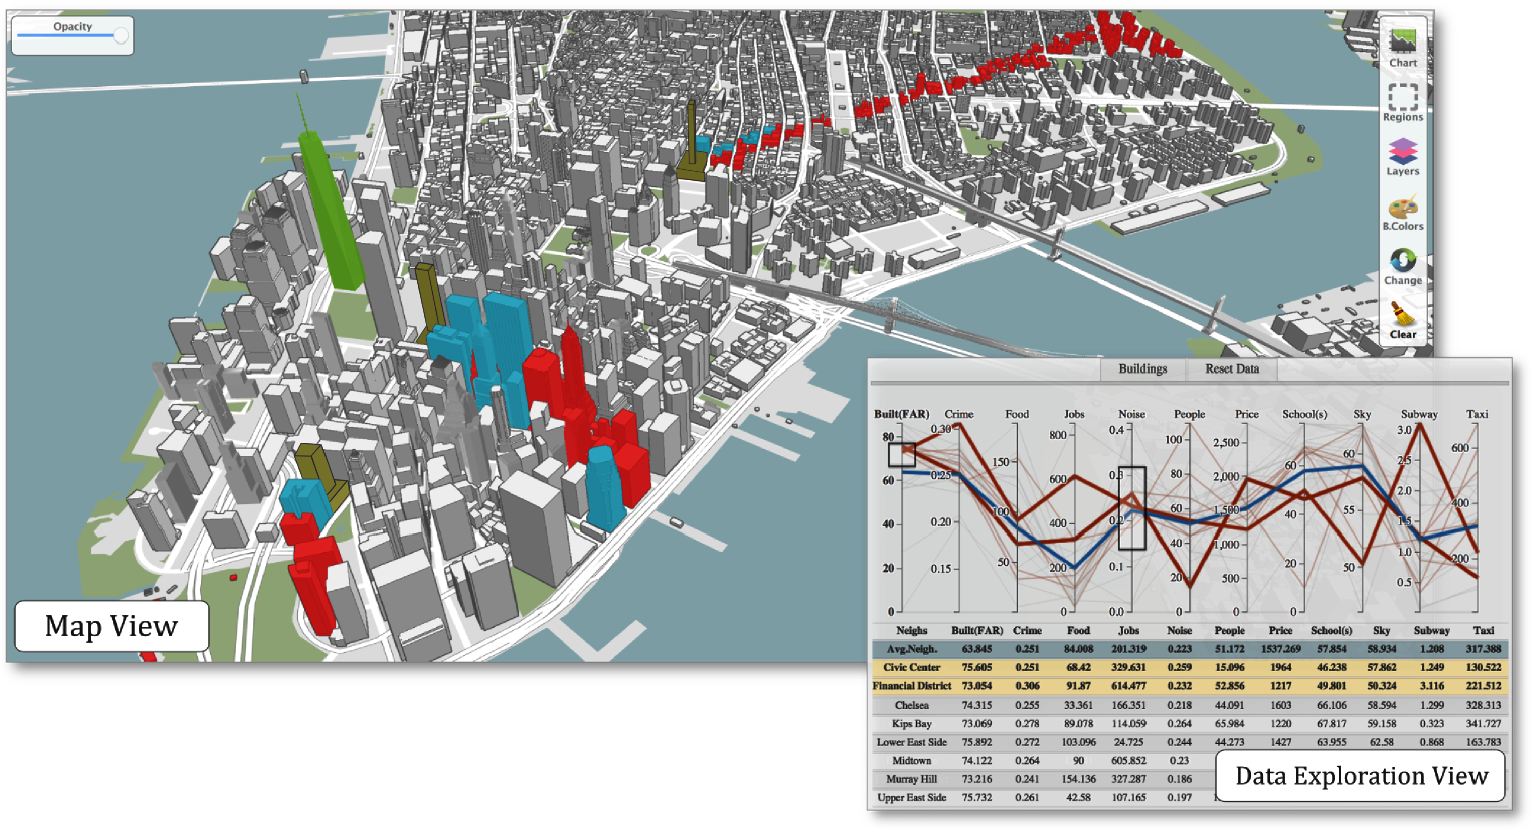 Opacity
Chart
Regions
Layers
B.Colors
Change
Clear
Map View
Buildings Reset Data
Built(FAR) Crime Food Jobs Noise People Price School(s) Sky Subway Taxi
80 0.30 150 800 0.4 100 2,500 60 60 3.0 600
60 0.25 100 600 0.3 80 2,000 40 55 2.5 400
40 0.20 50 400 0.2 60 1,500 20 50 2.0 200
20 0.15 200 0.1 40 1,000 0 1.5
0 0 0.0 20 500 1.0
0 0 0.5
Neighs Built(FAR) Crime Food Jobs Noise People Price School(s) Sky Subway Taxi
Avg.Neigh. 63.845 0.251 84.008 201.319 0.223 51.172 1537.269 57.854 58.934 1.208 317.388
Civic Center 75.605 0.251 68.42 329.631 0.259 15.096 1964 46.238 57.862 1.249 130.522
Financial District 73.054 0.306 91.87 614.477 0.232 52.856 1217 49.801 50.324 3.116 221.512
Chelsea 74.315 0.255 33.361 166.351 0.218 44.091 1603 66.106 58.594 1.299 328.313
Kips Bay 73.069 0.278 89.078 114.059 0.264 65.984 1220 67.817 59.158 0.323 341.727
Lower East Side 75.892 0.272 103.096 24.725 0.244 44.273 1427 63.955 62.58 0.868 163.783
Midtown 74.122 0.264 90 605.852 0.23
Murray Hill 73.216 0.241 154.136 327.287 0.186
Upper East Side 75.732 0.261 42.58 107.165 0.197
Data Exploration View